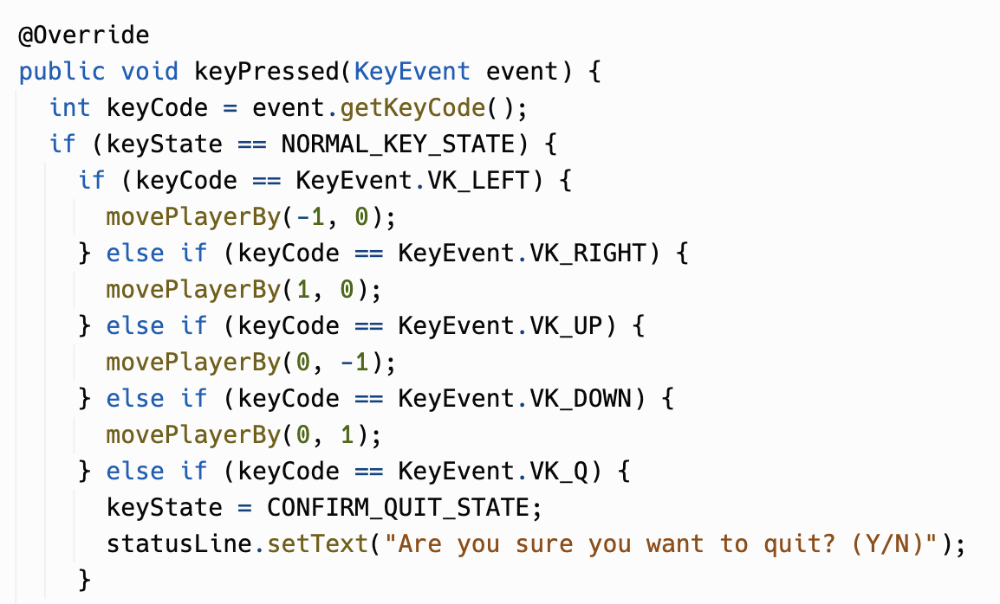 @Override
public void keyPressed(KeyEvent event) {
  int keyCode = event.getKeyCode();
  if (keyState == NORMAL_KEY_STATE) {
    if (keyCode == KeyEvent.VK_LEFT) {
      movePlayerBy(-1, 0);
    } else if (keyCode == KeyEvent.VK_RIGHT) {
      movePlayerBy(1, 0);
    } else if (keyCode == KeyEvent.VK_UP) {
      movePlayerBy(0, -1);
    } else if (keyCode == KeyEvent.VK_DOWN) {
      movePlayerBy(0, 1);
    } else if (keyCode == KeyEvent.VK_Q) {
      keyState = CONFIRM_QUIT_STATE;
      statusLine.setText("Are you sure you want to quit? (Y/N)");
    }